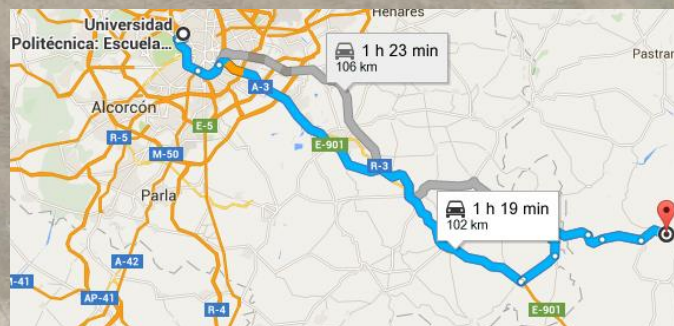 Henares
Universidad
Politécnica: Escuela...
1 h 23 min
106 km
Pastran
A-3
Alcorcón
E-5
R-5
E-901
M-50
R-3
Parla
1 h 19 min
102 km
A-42
M-41
AP-41
R-4
E-901